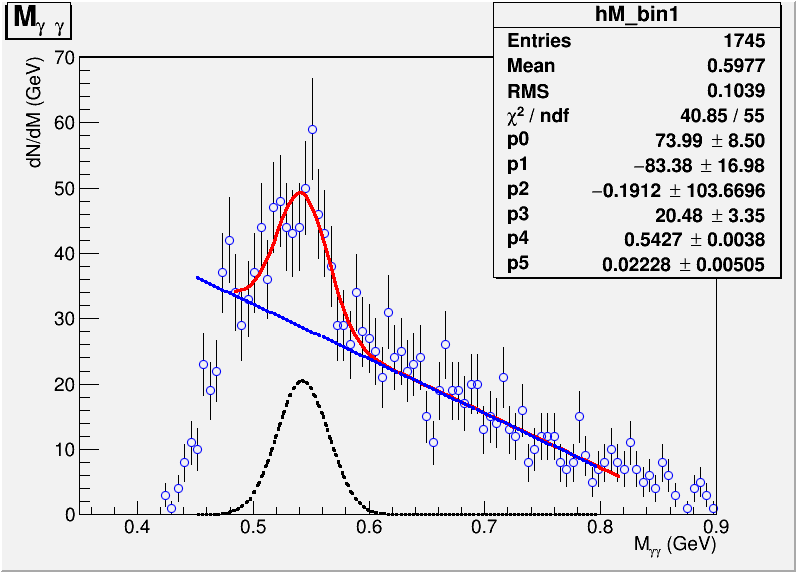 M γ γ
hM_bin1
Entries 1745
Mean 0.5977
RMS 0.1039
χ² / ndf 40.85 / 55
p0 73.99 ± 8.50
p1 −83.38 ± 16.98
p2 −0.1912 ± 103.6696
p3 20.48 ± 3.35
p4 0.5427 ± 0.0038
p5 0.02228 ± 0.00505
dN/dM (GeV)
70
60
50
40
30
20
10
0
0.4 0.5 0.6 0.7 0.8 0.9
Mγγ (GeV)